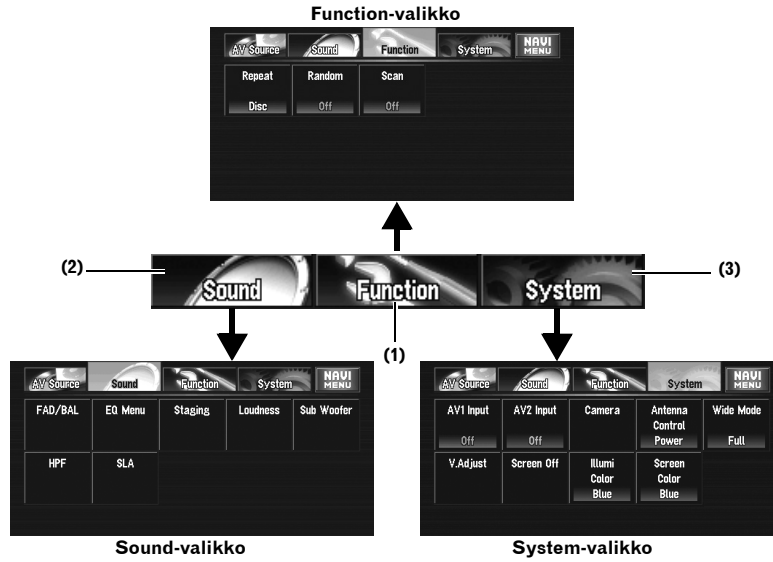 Function-valikko
AV Source Sound Function System NAVI MENU
Repeat Random Scan
Disc Off Off
(2) (3)
Sound Function System
(1)
AV Source Sound Function System NAVI MENU
FAD/BAL EQ Menu Staging Loudness Sub Woofer
HPF SLA
Sound-valikko
AV Source Sound Function System NAVI MENU
AV1 Input AV2 Input Camera Antenna Control Power Wide Mode
Off Off Full
V.Adjust Screen Off Illumi Color Blue Screen Color Blue
System-valikko